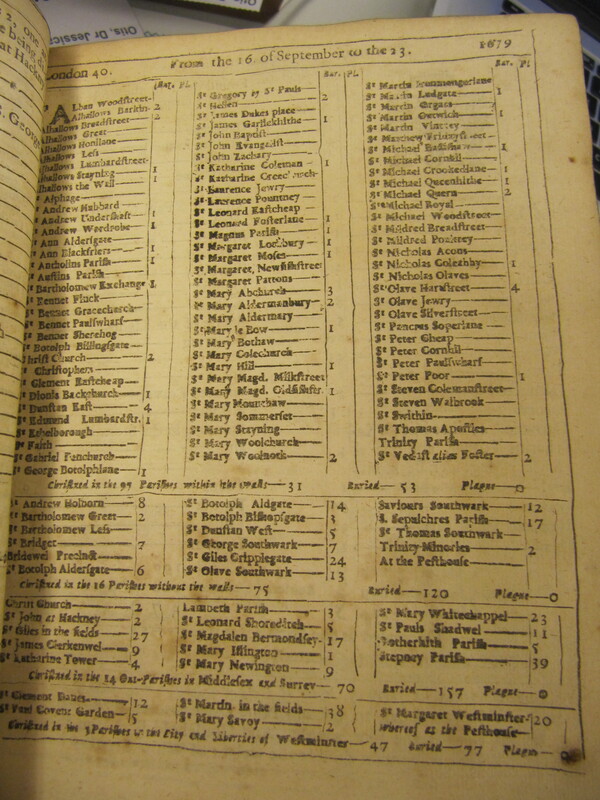 Otis, Dr Jessica
London 40. From the 16. of September to the 23. 1679
Bur. Pl.
Alban Woodstreet
Alhallows Barkin 2
Alhallows Breadstreet 2
Alhallows Great
Alhallows Honilane
Alhallows Less
Alhallows Lumbardstreet 1
Alhallows Stayning 1
Alhallows the Wall 1
Alphage
Andrew Hubbard
Andrew Undershaft 1
Andrew Wardrobe 1
Ann Aldersgate
Ann Blackfriers 1
Antholins Parish 1
Austins Parish
Bartholomew Exchange 1
Bennet Finck
Bennet Gracechurch
Bennet Paulswharf
Bennet Sherehog
St Botolph Billingsgate
Christ Church 2
St Christophers
St Clement Eastcheap
St Dionis Backchurch 1
St Dunstan East 4
St Edmund Lumbardstr. 1
St Ethelborough
St Faith
St Gabriel Fenchurch
St George Botolphlane 1
Bur. Pl.
St Gregory by St Pauls 2
St Hellen
St James Dukes place
St James Garlickhithe 1
St John Baptist
St John Evangelist
St John Zachary
St Katharine Coleman 1
St Katharine Creechurch
St Laurence Jewry
St Lawrence Pountney
St Leonard Eastcheap
St Leonard Fosterlane 1
St Magnus Parish 1
St Margaret Lothbury 1
St Margaret Moses 1
St Margaret, Newfishstreet
St Margaret Pattons
St Mary Abchurch 3
St Mary Aldermanbury 2
St Mary Aldermary
St Mary le Bow 1
St Mary Bothaw
St Mary Colechurch
St Mary Hill 1
St Mary Magd. Milkstreet
St Mary Magd. Oldfishstr. 1
St Mary Mounthaw
St Mary Sommerset
St Mary Stayning
St Mary Woolchurch
St Mary Woolnoth 2
Bur. Pl.
St Martin Iremongerlane
St Martin Ludgate 1
St Martin Orgars 2
St Martin Outwich 1
St Martin Vintrey
St Matthew Fridaystreet
St Michael Bassishaw 1
St Michael Cornhil
St Michael Crookedlane 1
St Michael Queenhithe 1
St Michael Quern 2
St Michael Royal
St Michael Woodstreet
St Mildred Breadstreet
St Mildred Poultrey
St Nicholas Acons
St Nicholas Coleabby 1
St Nicholas Olaves
St Olave Hartstreet 4
St Olave Jewry
St Olave Silverstreet
St Pancras Soperlane
St Peter Cheap
St Peter Cornhil
St Peter Paulswharf
St Peter Poor 1
St Steven Colemanstreet
St Steven Walbrook
St Swithin
St Thomas Apostles
Trinity Parish
St Vedast alias Foster 2
Christned in the 97 Parishes within the walls 31 Buried 53 Plague 0
St Andrew Holborn 8
St Bartholomew Great 2
St Bartholomew Less
St Bridget 7
Bridewel Precinct
St Botolph Aldersgate 6
St Botolph Aldgate 14
St Botolph Bishopsgate 3
St Dunstan West 5
St George Southwark 7
St Giles Cripplegate 24
St Olave Southwark 13
Saviours Southwark 12
S. Sepulchres Parish 17
St Thomas Southwark
Trinity Minories 2
At the Pesthouse
Christned in the 16 Parishes without the walls 75 Buried 120 Plague 0
Christ Church 2
St John at Hackney 2
St Giles in the fields 27
St James Clerkenwel 9
St Katharine Tower 4
Lambeth Parish 3
St Leonard Shoreditch 5
St Magdalen Bermondsey 17
St Mary Islington 1
St Mary Newington 9
St Mary Whitechappel 23
St Pauls Shadwel 11
Rotherhith Parish 5
Stepney Parish 39
Christned in the 14 Out-Parishes in Middlesex and Surrey 70 Buried 157 Plague 0
St Clement Danes 12
St Paul Covent Garden 5
St Martin in the fields 38
St Mary Savoy 2
St Margaret Westminster 20
whereof at the Pesthouse
Christned in the 5 Parishes in the City and Liberties of Westminster 47 Buried 77 Plague 0